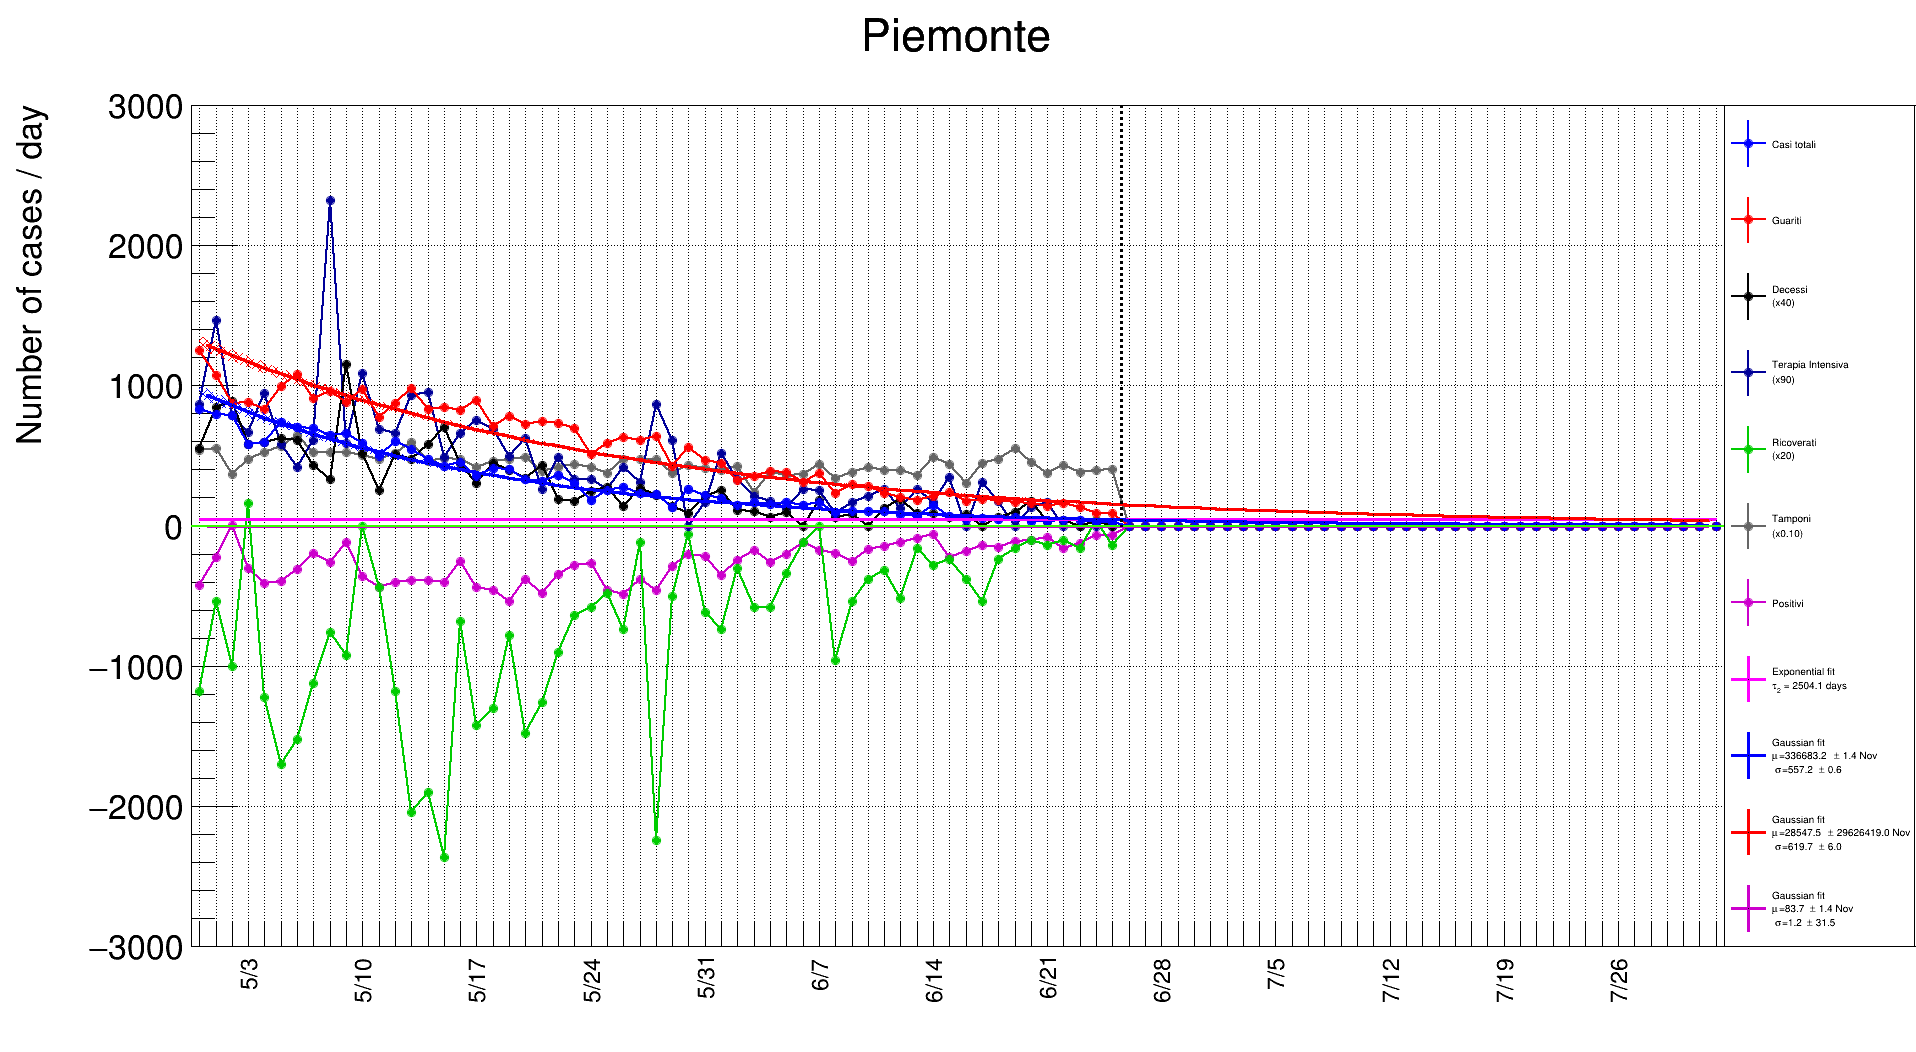 Piemonte
Number of cases / day
3000
2000
1000
0
−1000
−2000
−3000
5/3
5/10
5/17
5/24
5/31
6/7
6/14
6/21
6/28
7/5
7/12
7/19
7/26
Casi totali
Guariti
Decessi
(x40)
Terapia Intensiva
(x90)
Ricoverati
(x20)
Tamponi
(x0.10)
Positivi
Exponential fit
τ2 = 2504.1 days
Gaussian fit
μ=336683.2 ± 1.4 Nov
σ=557.2 ± 0.6
Gaussian fit
μ=28547.5 ± 29626419.0 Nov
σ=619.7 ± 6.0
Gaussian fit
μ=83.7 ± 1.4 Nov
σ=1.2 ± 31.5